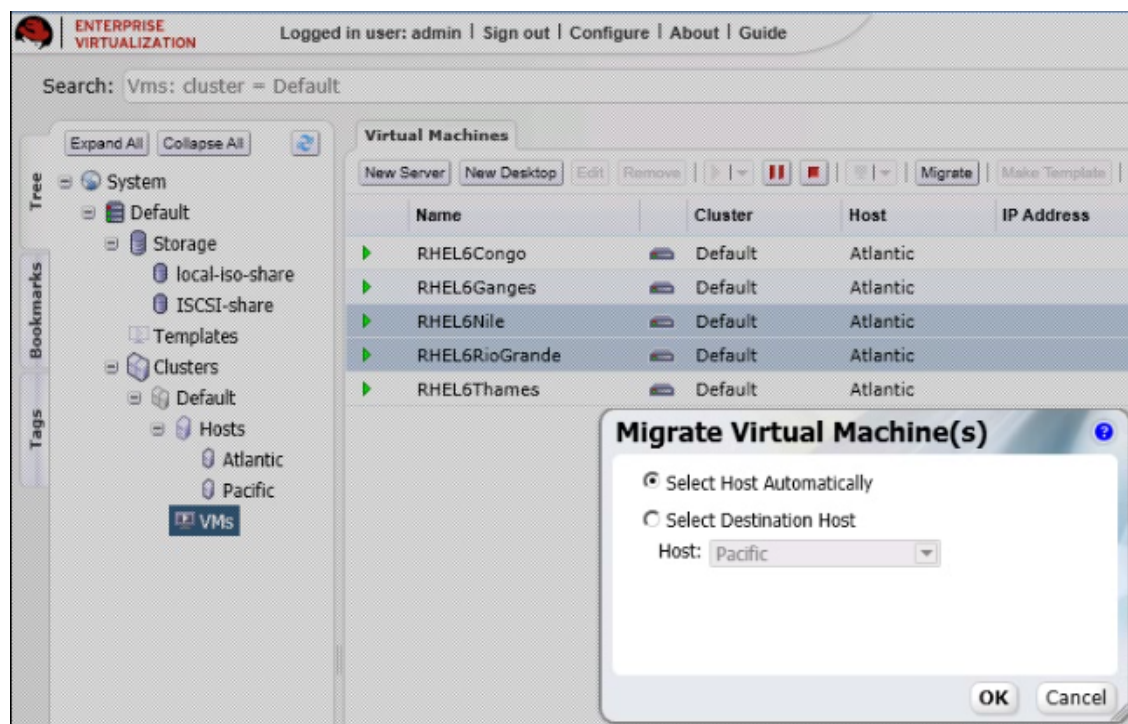 ENTERPRISE
VIRTUALIZATION
Logged in user: admin | Sign out | Configure | About | Guide
Search: Vms: cluster = Default
Expand All Collapse All
Tree
Bookmarks
Tags
System
Default
Storage
local-iso-share
ISCSI-share
Templates
Clusters
Default
Hosts
Atlantic
Pacific
VMs
Virtual Machines
New Server New Desktop Edit Remove Migrate Make Template
Name Cluster Host IP Address
RHEL6Congo Default Atlantic
RHEL6Ganges Default Atlantic
RHEL6Nile Default Atlantic
RHEL6RioGrande Default Atlantic
RHEL6Thames Default Atlantic
Migrate Virtual Machine(s) ?
Select Host Automatically
Select Destination Host
Host: Pacific
OK Cancel